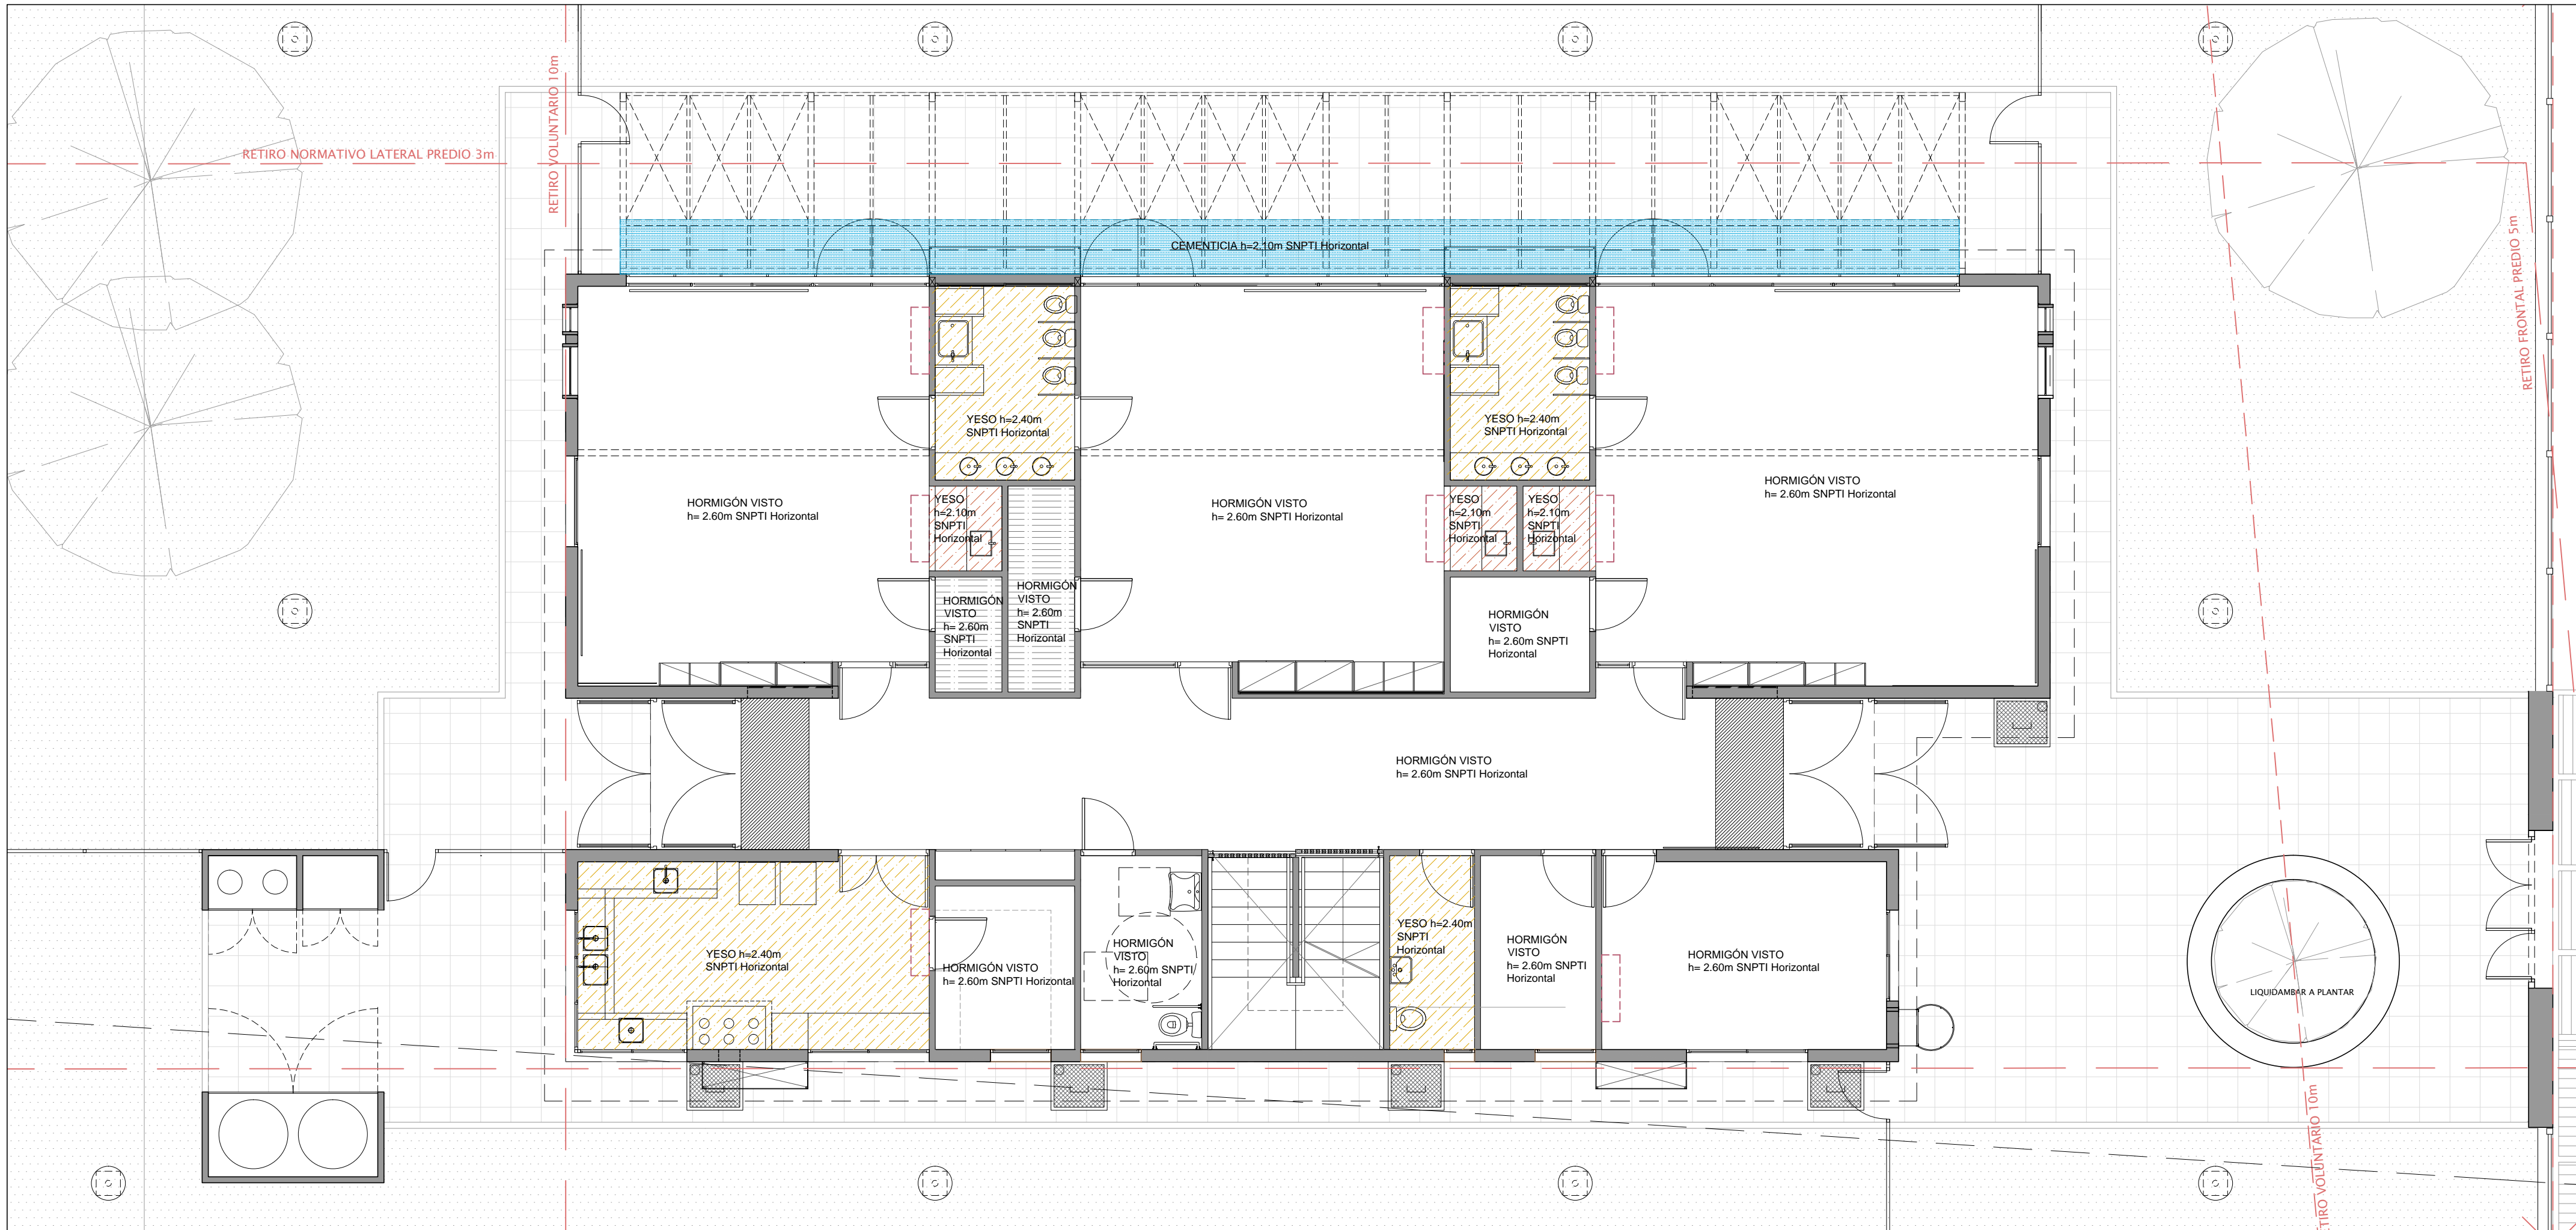 RETIRO VOLUNTARIO 10m
RETIRO NORMATIVO LATERAL PREDIO 3m
CEMENTICIA h=2.10m SNPTI Horizontal
RETIRO FRONTAL PREDIO 5m
YESO h=2.40m
SNPTI Horizontal
YESO h=2.40m
SNPTI Horizontal
HORMIGÓN VISTO
h= 2.60m SNPTI Horizontal
YESO
h=2.10m
SNPTI
Horizontal
HORMIGÓN VISTO
h= 2.60m SNPTI Horizontal
YESO
h=2.10m
SNPTI
Horizontal
YESO
h=2.10m
SNPTI
Horizontal
HORMIGÓN VISTO
h= 2.60m SNPTI Horizontal
HORMIGÓN
VISTO
h= 2.60m
SNPTI
Horizontal
HORMIGÓN
VISTO
h= 2.60m
SNPTI
Horizontal
HORMIGÓN
VISTO
h= 2.60m SNPTI
Horizontal
HORMIGÓN VISTO
h= 2.60m SNPTI Horizontal
YESO h=2.40m
SNPTI Horizontal
HORMIGÓN VISTO
h= 2.60m SNPTI Horizontal
HORMIGÓN
VISTO
h= 2.60m SNPTI
Horizontal
YESO h=2.40m
SNPTI
Horizontal
HORMIGÓN
VISTO
h= 2.60m SNPTI
Horizontal
HORMIGÓN VISTO
h= 2.60m SNPTI Horizontal
LIQUIDAMBAR A PLANTAR
RETIRO VOLUNTARIO 10m